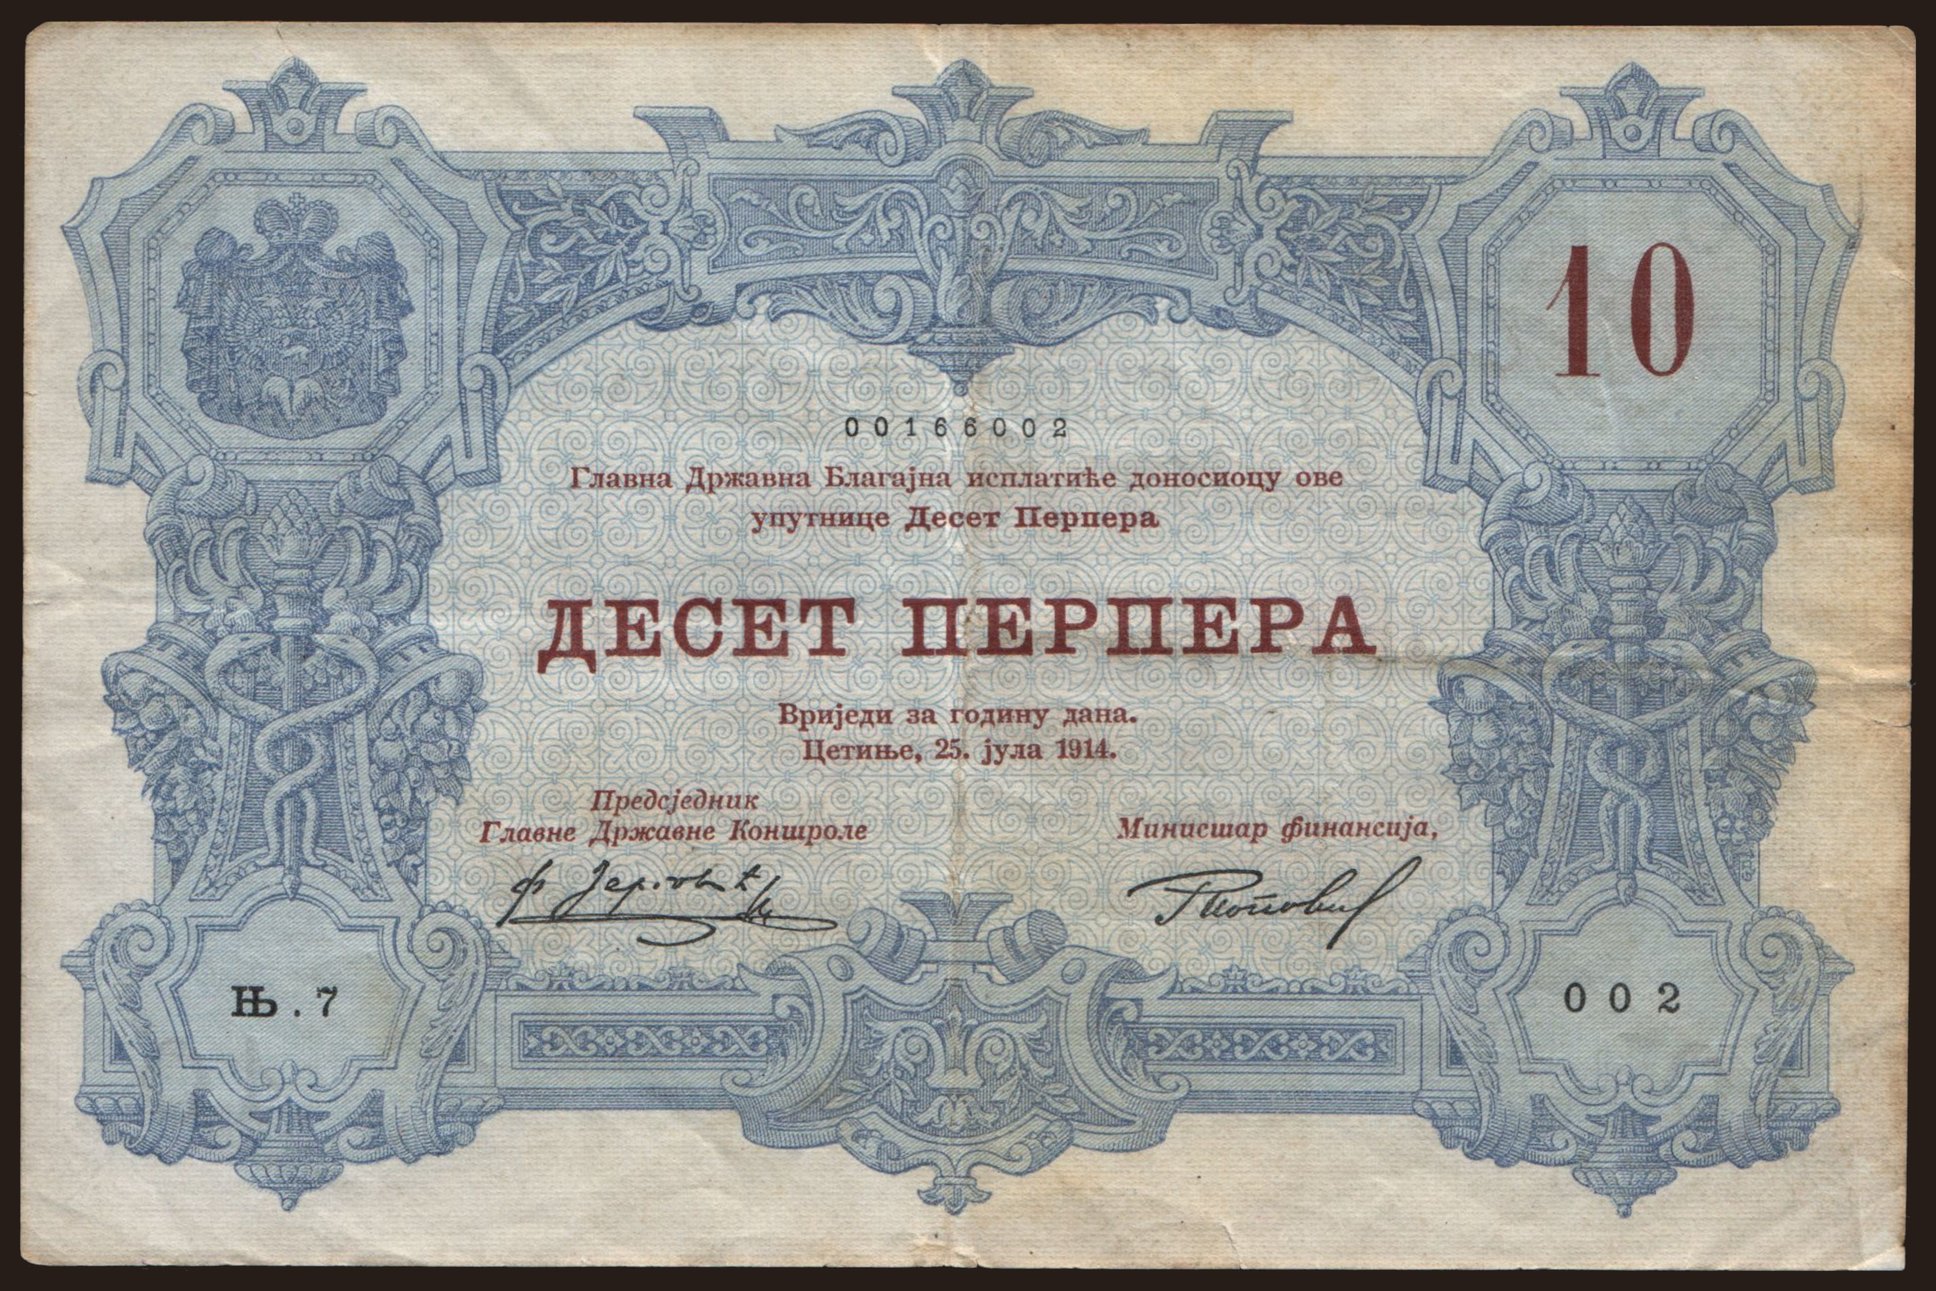 10
00166002
Главна Државна Благајна исплатиће доносиоцу ове
упутнице Десет Перпера
ДЕСЕТ ПЕРПЕРА
Вриједи за годину дана.
Цетиње, 25. јула 1914.
Предсједник
Главне Државне Контроле
Министар финансија,
Њ. 7
002